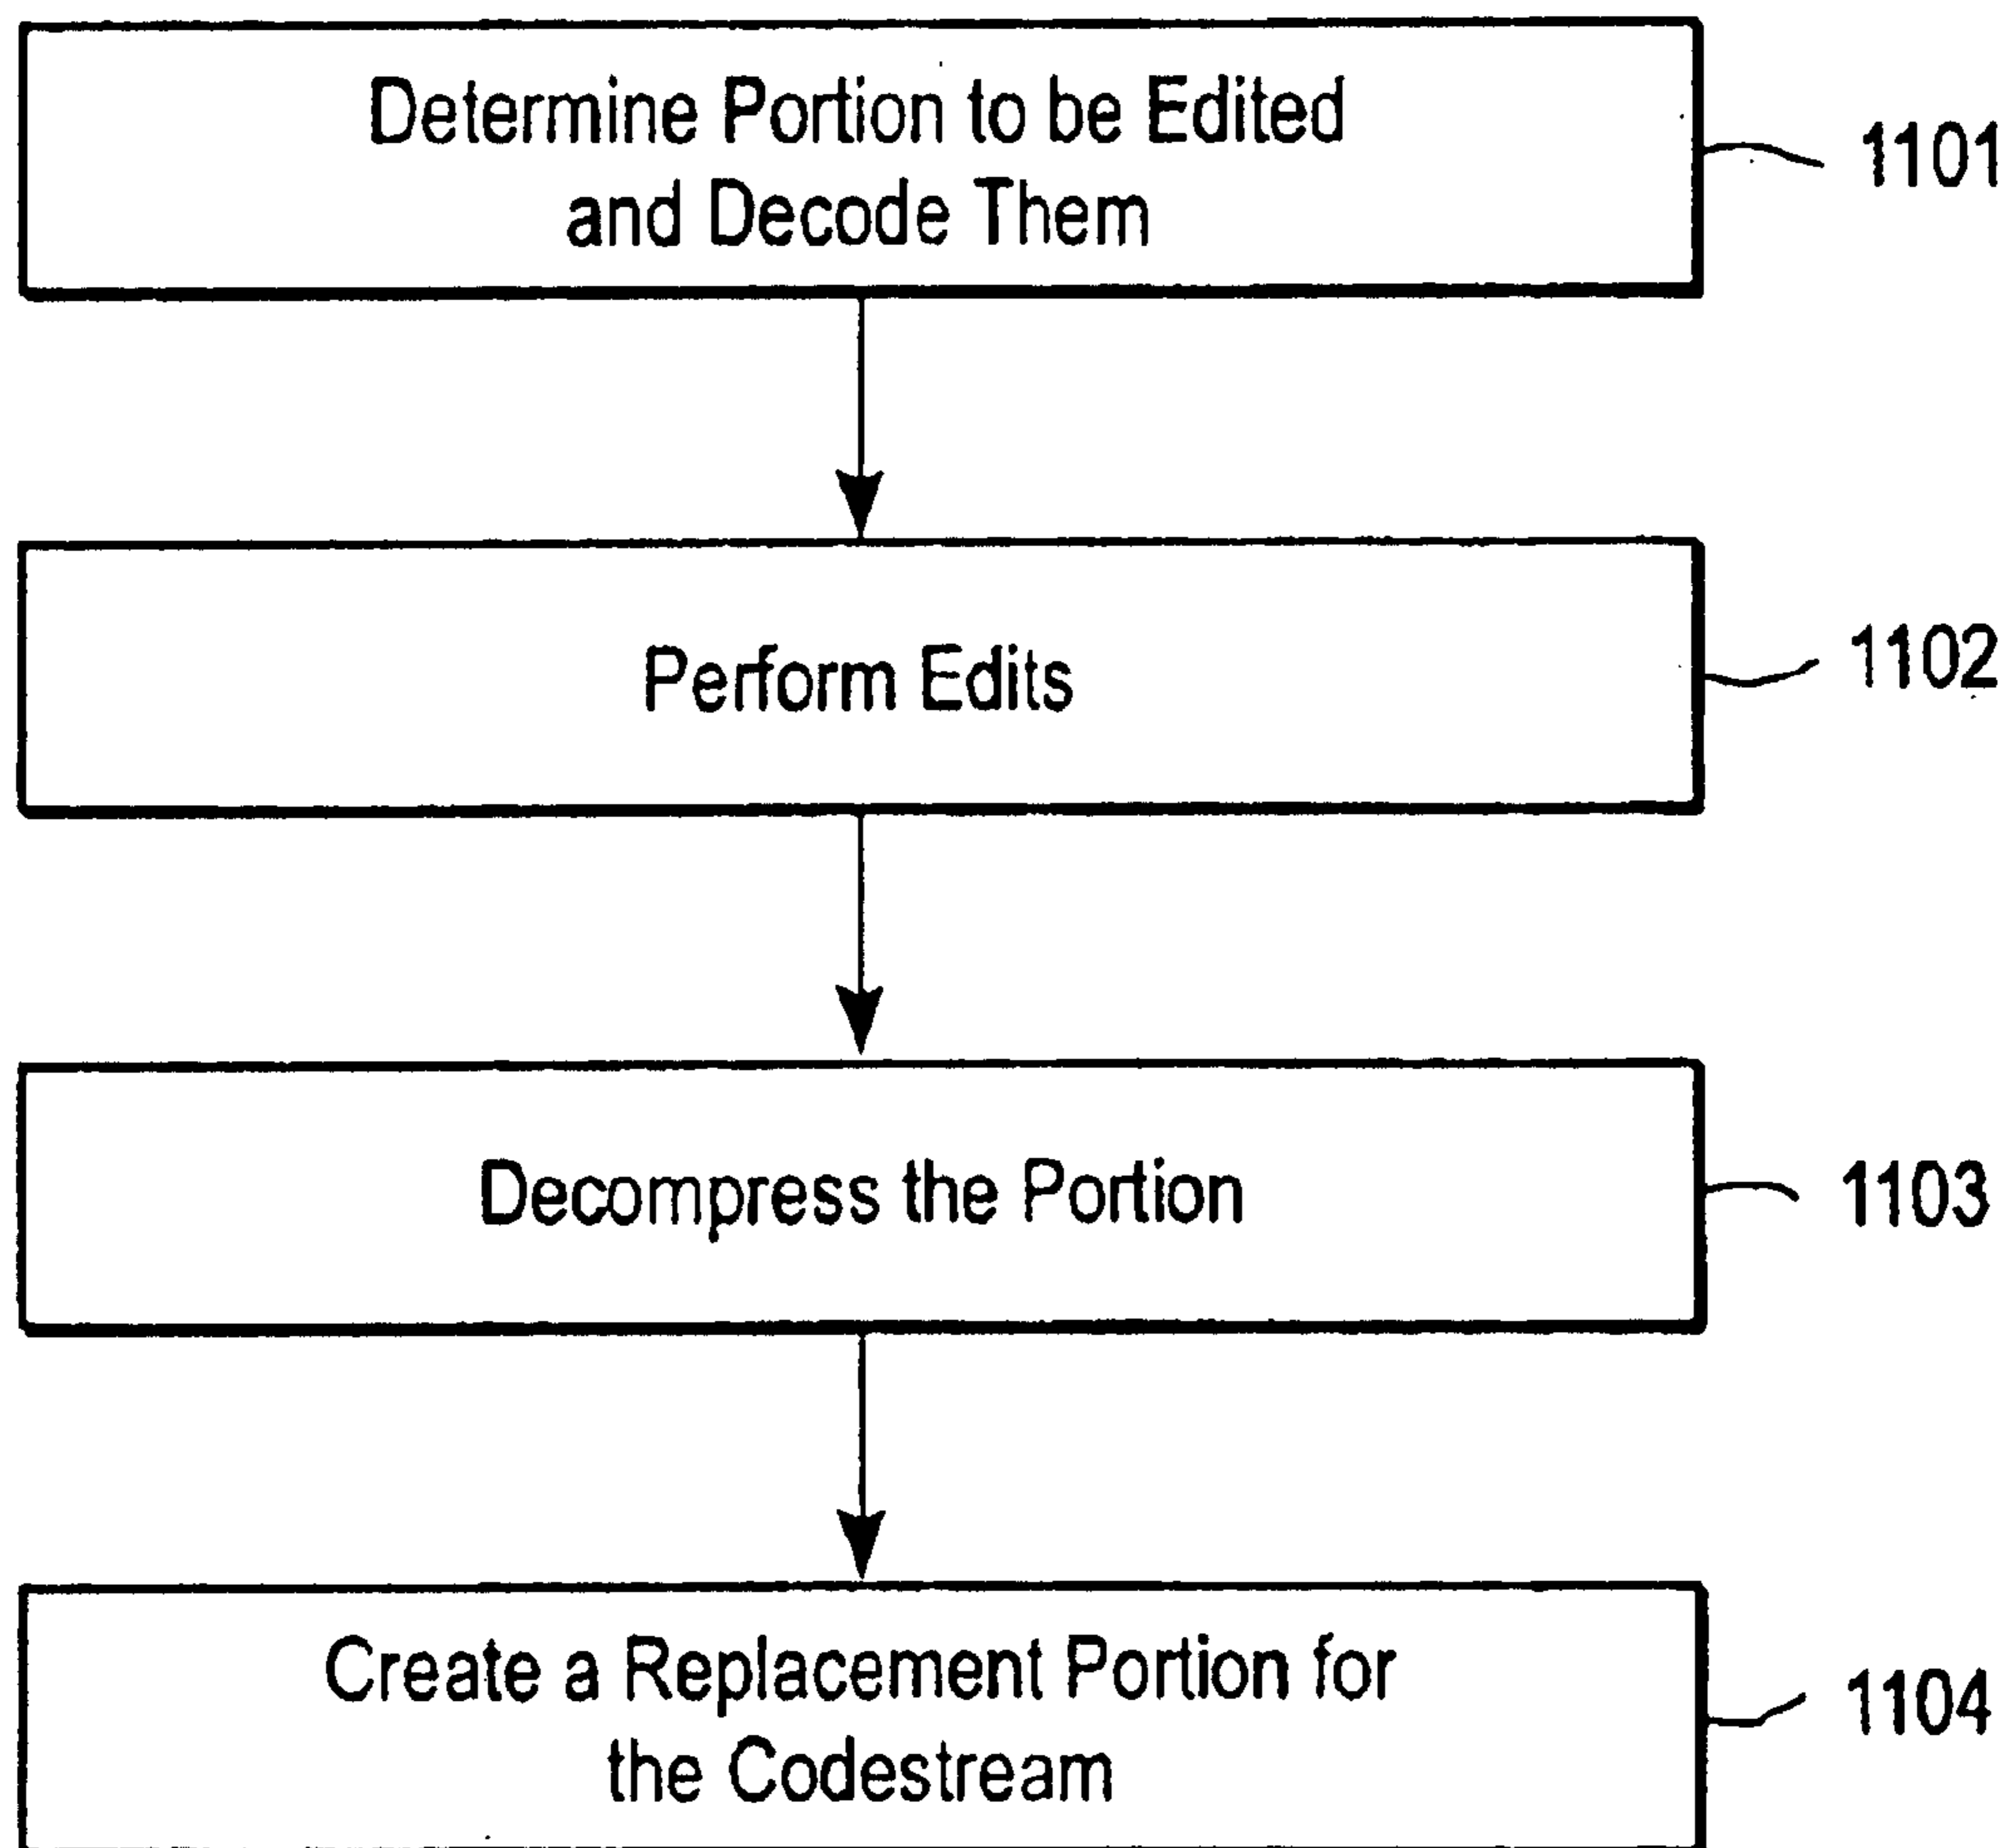 Determine Portion to be Edited
and Decode Them
1101
Perform Edits
1102
Decompress the Portion
1103
Create a Replacement Portion for
the Codestream
1104